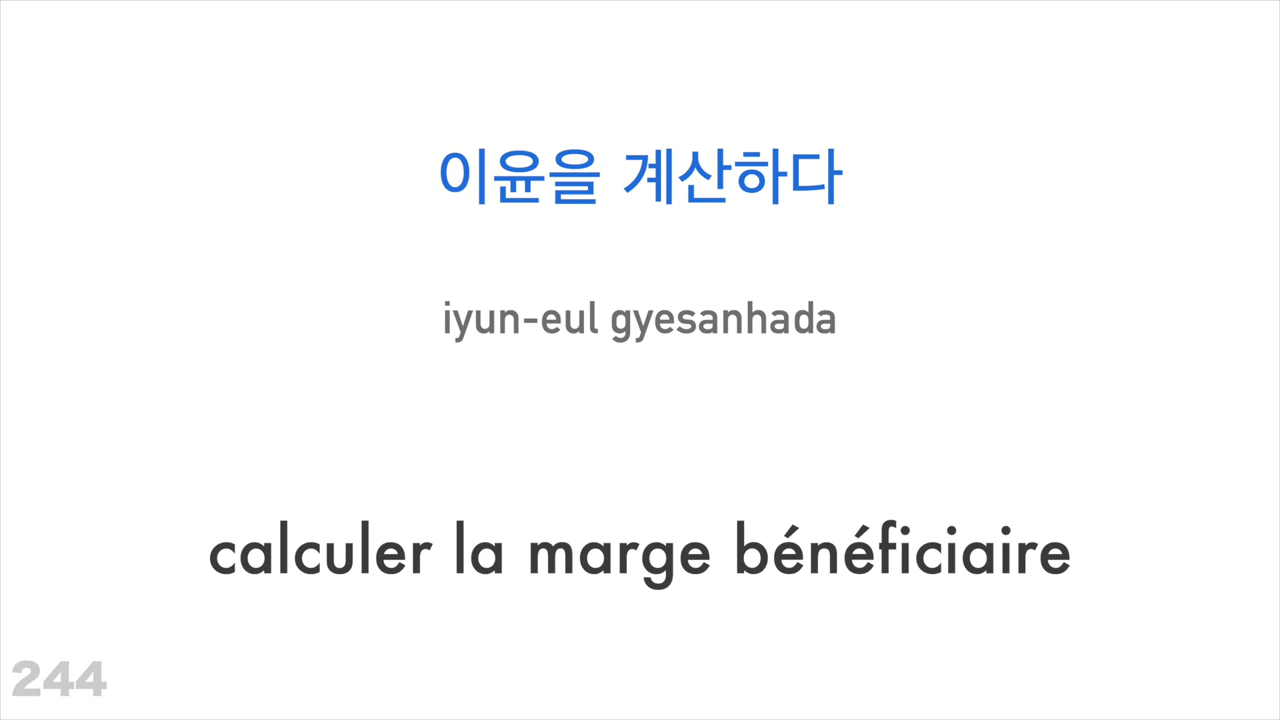 이윤을 계산하다
iyun-eul gyesanhada
calculer la marge bénéficiaire
244